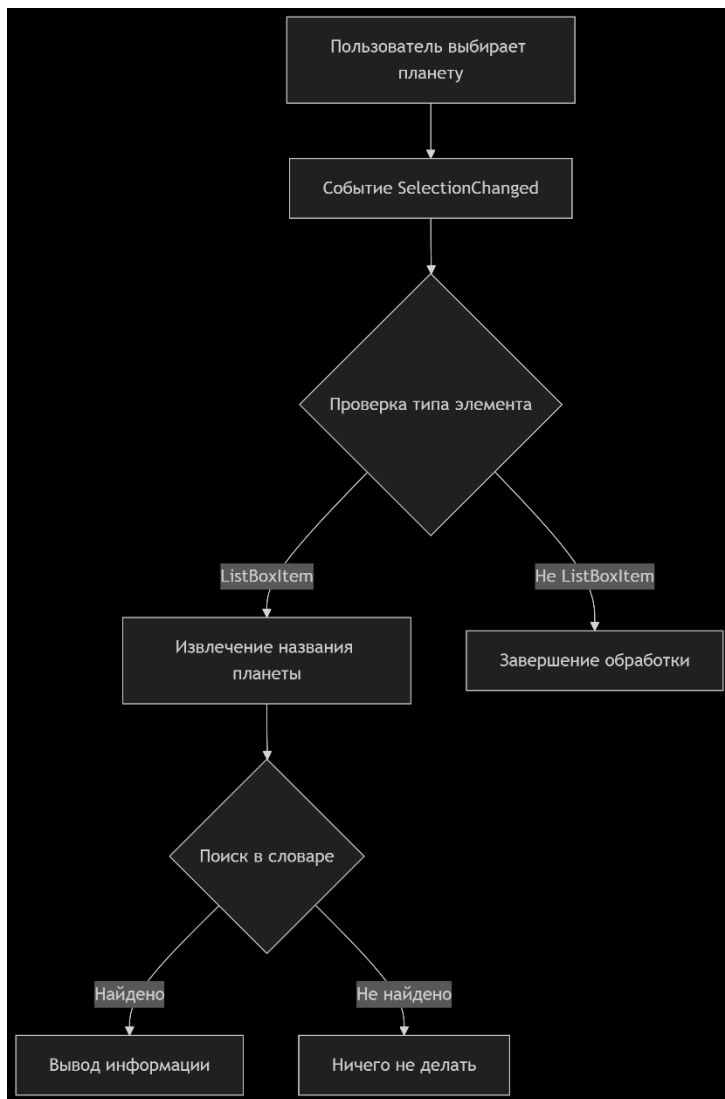 Пользователь выбирает
планету
Событие SelectionChanged
Проверка типа элемента
ListBoxItem
Не ListBoxItem
Извлечение названия
планеты
Завершение обработки
Поиск в словаре
Найдено
Не найдено
Вывод информации
Ничего не делать